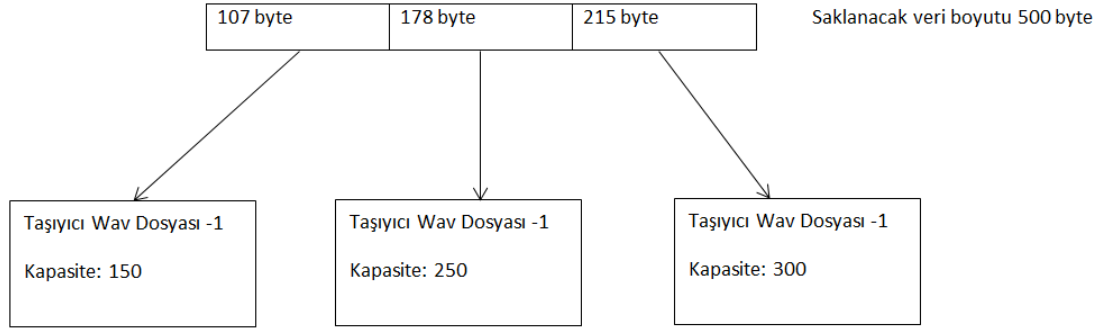 107 byte
178 byte
215 byte
Saklanacak veri boyutu 500 byte
Taşıyıcı Wav Dosyası -1
Kapasite: 150
Taşıyıcı Wav Dosyası -1
Kapasite: 250
Taşıyıcı Wav Dosyası -1
Kapasite: 300